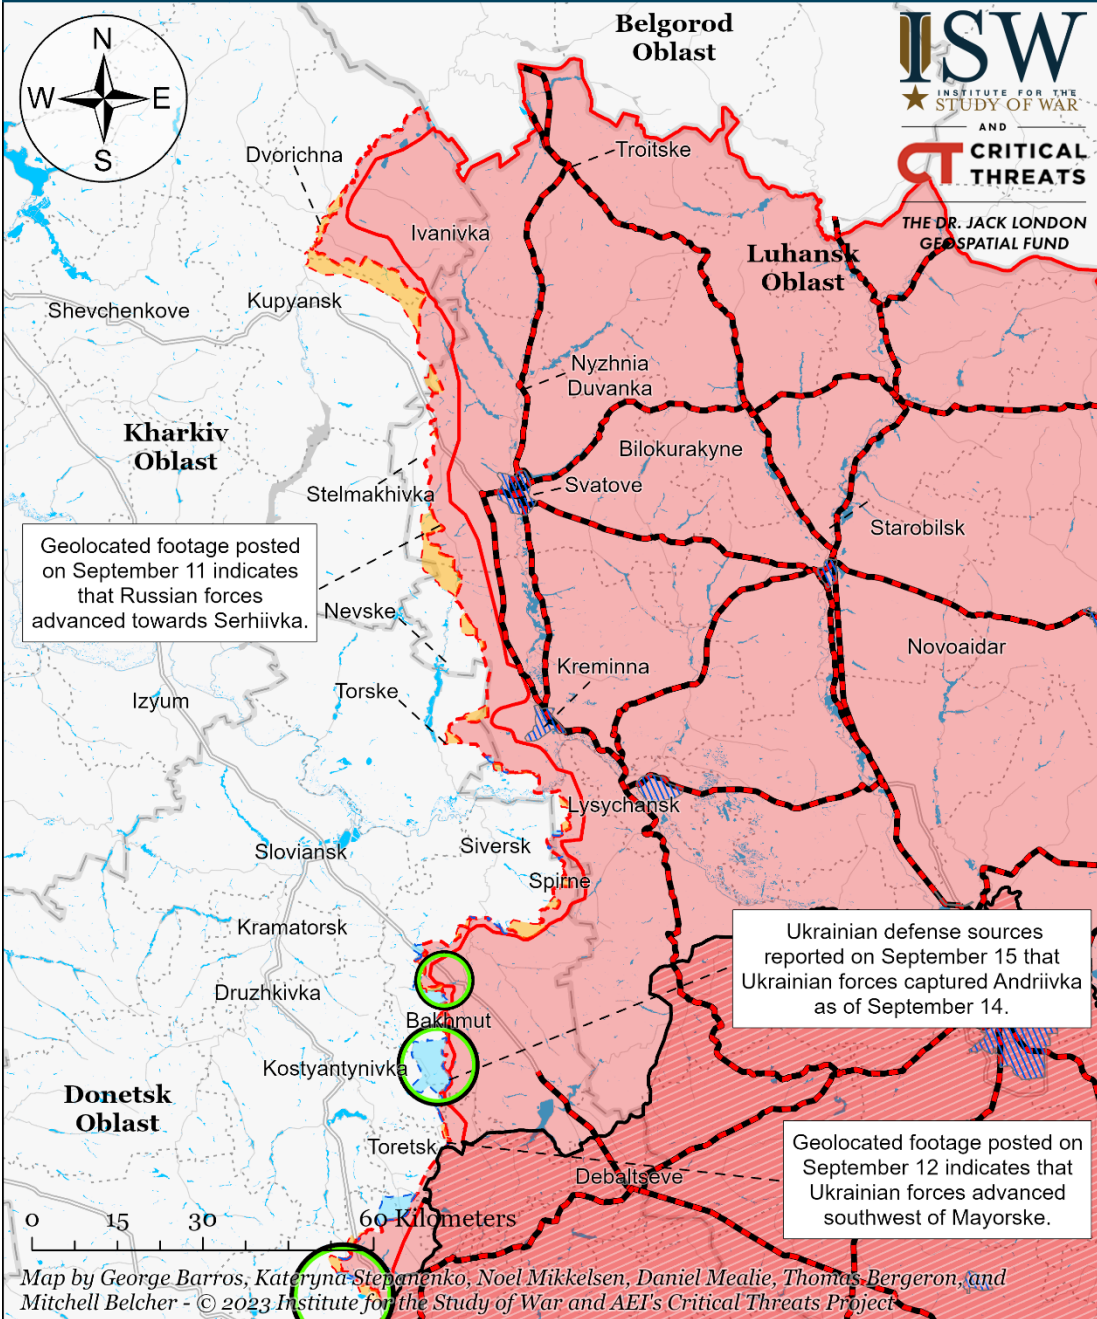 Belgorod
Oblast
ISW
INSTITUTE FOR THE
STUDY OF WAR
AND
CT CRITICAL
THREATS
THE DR. JACK LONDON
GEOSPATIAL FUND
N
W E
S
Dvorichna
Troitske
Ivanivka
Luhansk
Oblast
Kupyansk
Shevchenkove
Nyzhnia
Duvanka
Kharkiv
Oblast
Bilokurakyne
Stelmakhivka
Svatove
Starobilsk
Geolocated footage posted
on September 11 indicates
that Russian forces
advanced towards Serhiivka.
Nevske
Novoaidar
Kreminna
Torske
Izyum
Lysychansk
Siversk
Sloviansk
Spirne
Kramatorsk
Ukrainian defense sources
reported on September 15 that
Ukrainian forces captured Andriivka
as of September 14.
Druzhkivka
Bakhmut
Kostyantynivka
Donetsk
Oblast
Toretsk
Debaltseve
Geolocated footage posted on
September 12 indicates that
Ukrainian forces advanced
southwest of Mayorske.
0 15 30 60 Kilometers
Map by George Barros, Kateryna Stepanenko, Noel Mikkelsen, Daniel Mealie, Thomas Bergeron, and
Mitchell Belcher - © 2023 Institute for the Study of War and AEI's Critical Threats Project